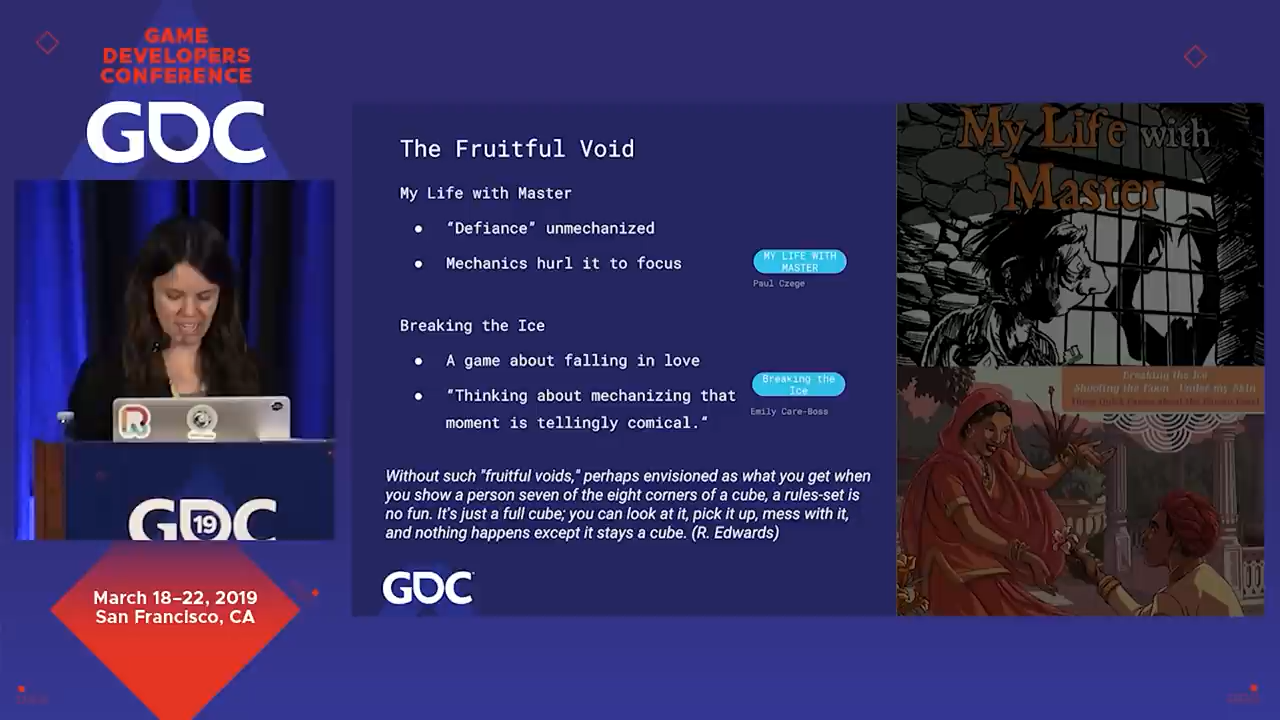 GAME
DEVELOPERS
CONFERENCE
GDC
GDC
19
March 18–22, 2019
San Francisco, CA
The Fruitful Void
My Life with Master
● “Defiance” unmechanized
● Mechanics hurl it to focus
MY LIFE WITH
MASTER
Paul Czege
Breaking the Ice
● A game about falling in love
● “Thinking about mechanizing that
moment is tellingly comical.“
Breaking the
Ice
Emily Care-Boss
Without such "fruitful voids," perhaps envisioned as what you get when
you show a person seven of the eight corners of a cube, a rules-set is
no fun. It's just a full cube; you can look at it, pick it up, mess with it,
and nothing happens except it stays a cube. (R. Edwards)
GDC
My Life with
Master
Breaking the Ice
Shooting the Moon Under my Skin